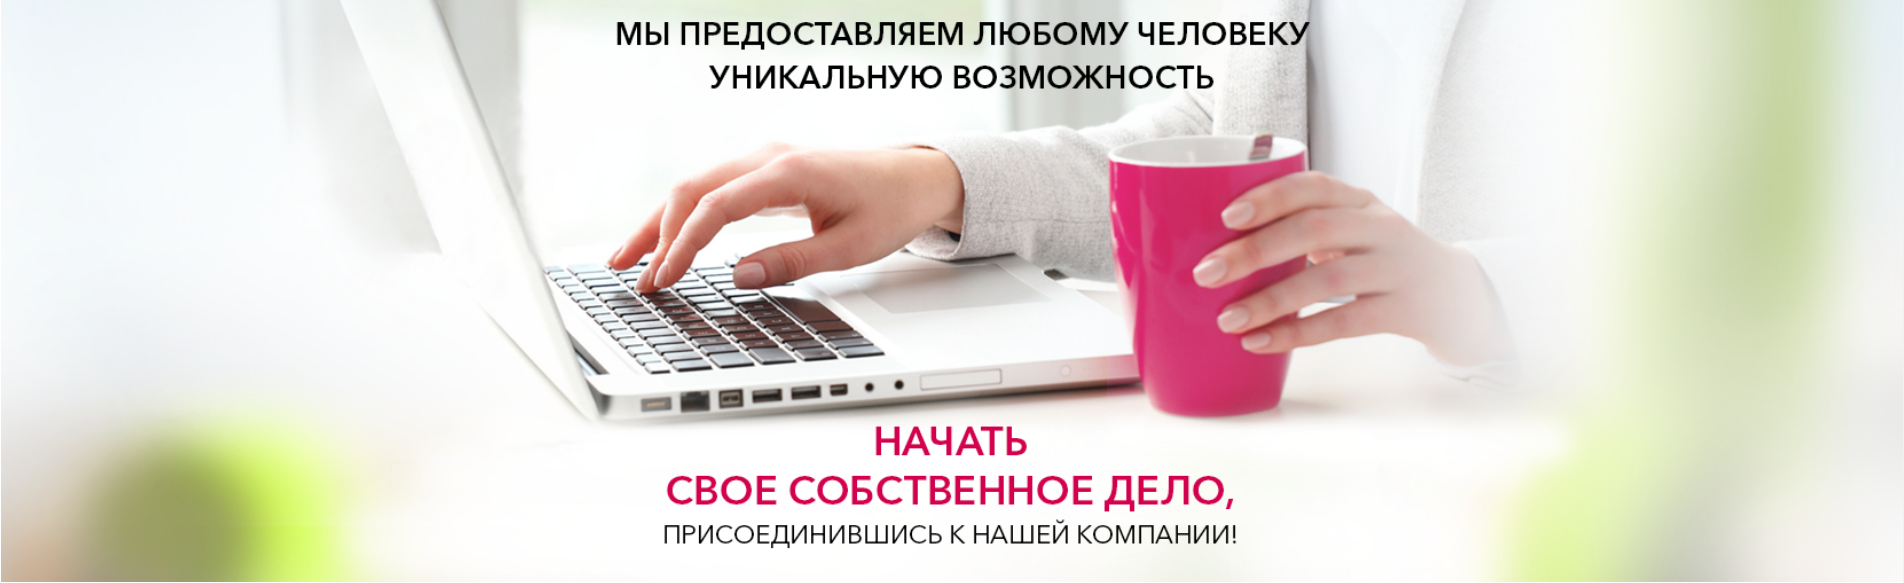 МЫ ПРЕДОСТАВЛЯЕМ ЛЮБОМУ ЧЕЛОВЕКУ
УНИКАЛЬНУЮ ВОЗМОЖНОСТЬ
НАЧАТЬ
СВОЕ СОБСТВЕННОЕ ДЕЛО,
ПРИСОЕДИНИВШИСЬ К НАШЕЙ КОМПАНИИ!